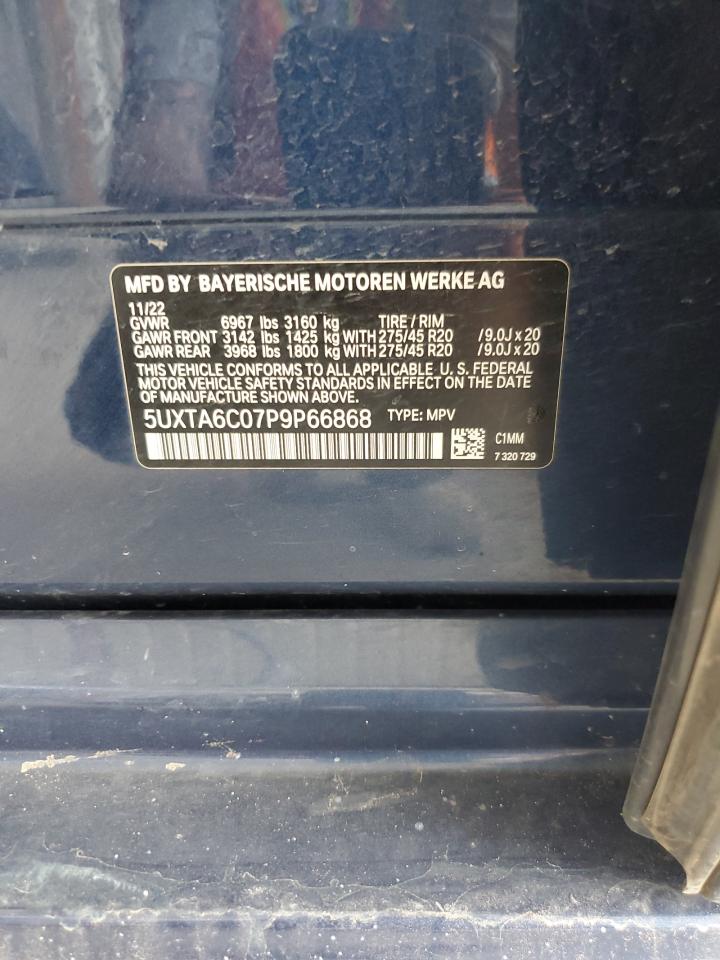 MFD BY BAYERISCHE MOTOREN WERKE AG
11/22
GVWR 6967 lbs 3160 kg TIRE / RIM
GAWR FRONT 3142 lbs 1425 kg WITH 275/45 R20 / 9.0J x 20
GAWR REAR 3968 lbs 1800 kg WITH 275/45 R20 / 9.0J x 20
THIS VEHICLE CONFORMS TO ALL APPLICABLE U. S. FEDERAL
MOTOR VEHICLE SAFETY STANDARDS IN EFFECT ON THE DATE
OF MANUFACTURE SHOWN ABOVE.
5UXTA6C07P9P66868 TYPE: MPV
C1MM
7 320 729